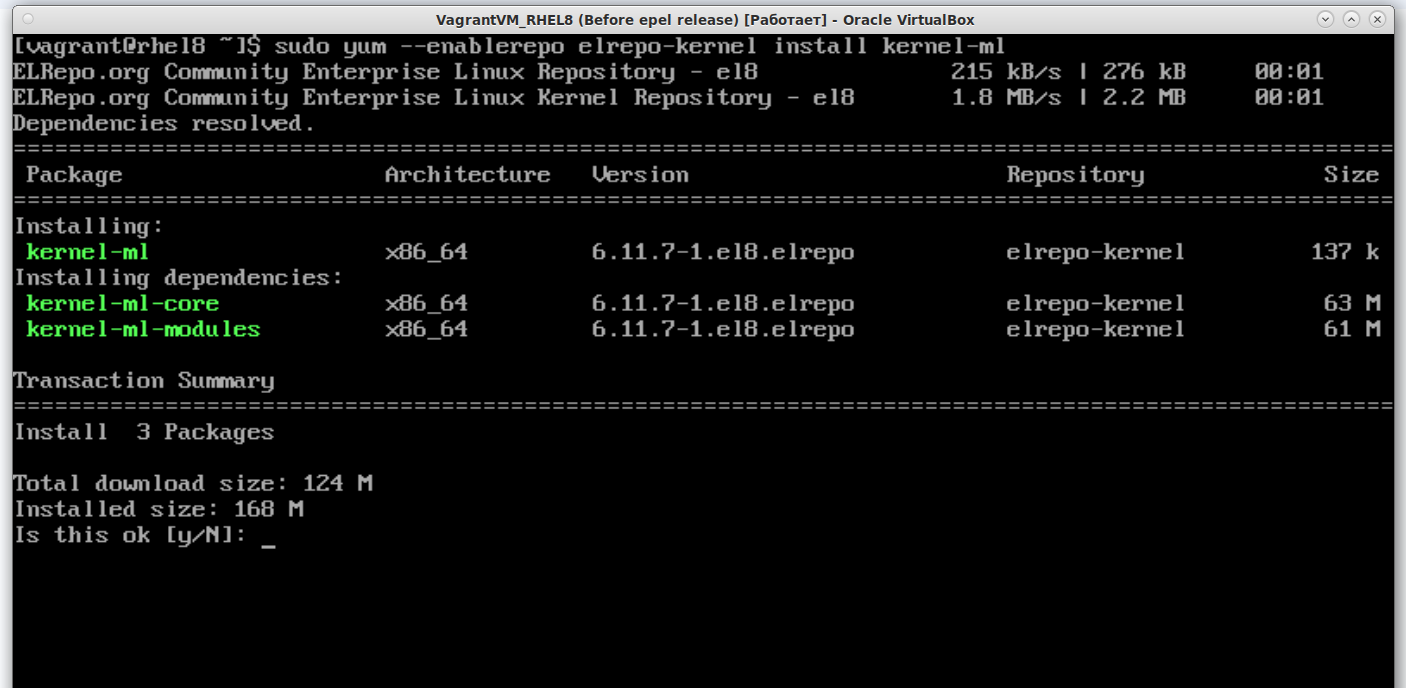 VagrantVM_RHEL8 (Before epel release) [Работает] - Oracle VirtualBox
[vagrant@rhel8 ~]$ sudo yum --enablerepo elrepo-kernel install kernel-ml
ELRepo.org Community Enterprise Linux Repository - el8 215 kB/s | 276 kB 00:01
ELRepo.org Community Enterprise Linux Kernel Repository - el8 1.8 MB/s | 2.2 MB 00:01
Dependencies resolved.
====================================================================================================
Package Architecture Version Repository Size
====================================================================================================
Installing:
kernel-ml x86_64 6.11.7-1.el8.elrepo elrepo-kernel 137 k
Installing dependencies:
kernel-ml-core x86_64 6.11.7-1.el8.elrepo elrepo-kernel 63 M
kernel-ml-modules x86_64 6.11.7-1.el8.elrepo elrepo-kernel 61 M
Transaction Summary
====================================================================================================
Install 3 Packages
Total download size: 124 M
Installed size: 168 M
Is this ok [y/N]: _